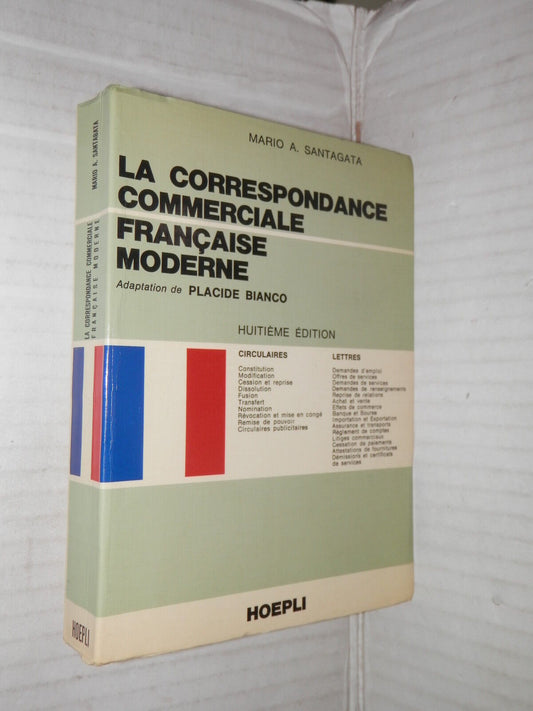 MARIO A. SANTAGATA
LA CORRESPONDANCE
COMMERCIALE
FRANÇAISE
MODERNE
Adaptation de PLACIDE BIANCO
HUITIÈME ÉDITION
CIRCULAIRES
Constitution
Modification
Cession et reprise
Dissolution
Fusion
Transfert
Nomination
Révocation et mise en congé
Remise de pouvoir
Circulaires publicitaires
LETTRES
Demandes d'emploi
Offres de services
Demandes de services
Demandes de renseignements
Reprise de relations
Achat et vente
Effets de commerce
Banque et Bourse
Importation et Exportation
Assurance et transports
Règlement de comptes
Litiges commerciaux
Cessation de paiements
Attestations de fournitures
Démissions et certificats
de services
HOEPLI
MARIO A. SANTAGATA
LA CORRESPONDANCE COMMERCIALE
FRANÇAISE MODERNE
HOEPLI